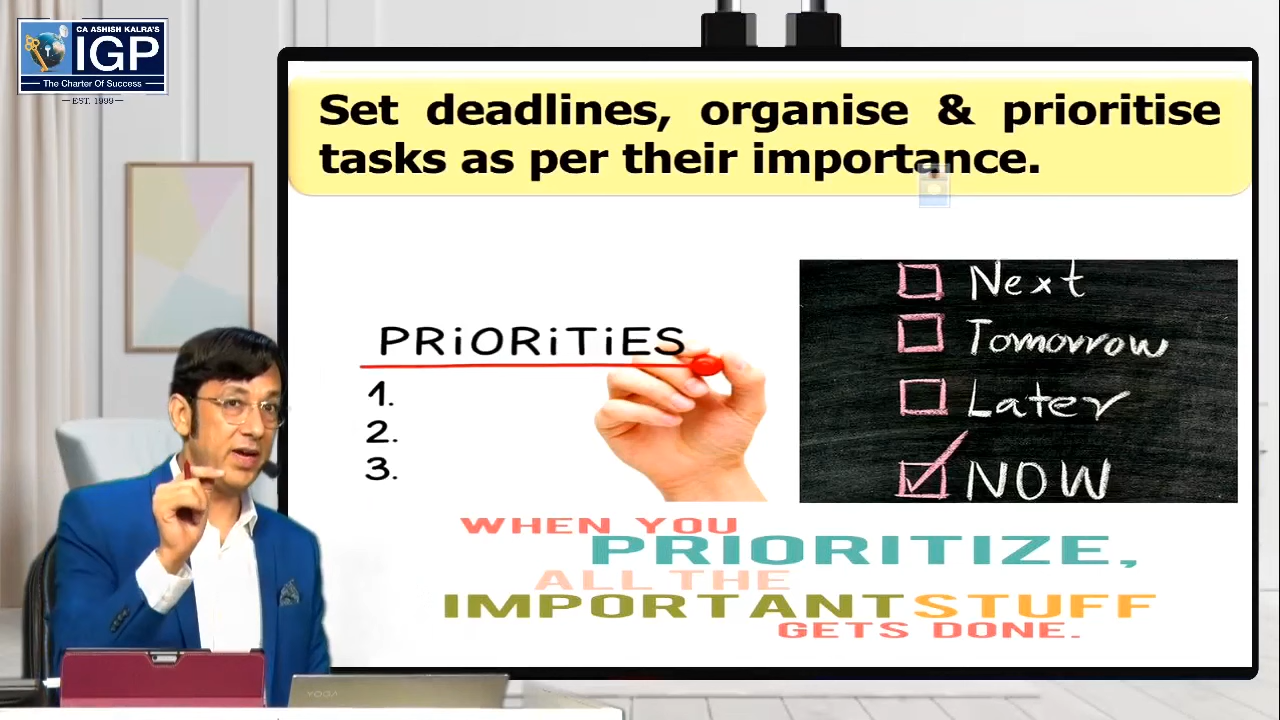 CA ASHISH KALRA'S
IGP
The Charter Of Success
EST. 1999
Set deadlines, organise & prioritise
tasks as per their importance.
PRiORiTiES
1.
2.
3.
Next
Tomorrow
Later
NOW
WHEN YOU
PRIORITIZE,
ALL THE
IMPORTANT STUFF
GETS DONE.